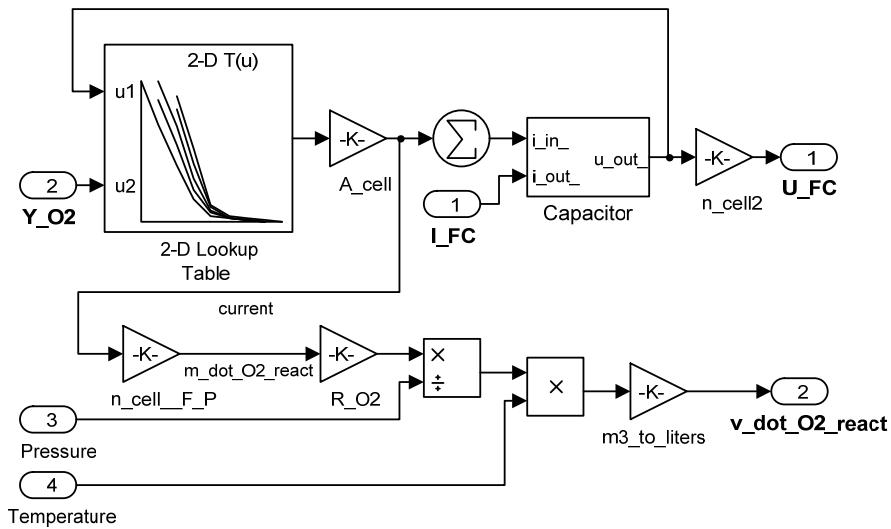 2-D T(u)
u1
u2
2
Y_O2
2-D Lookup
Table
-K-
A_cell
1
I_FC
i_in_
i_out_
u_out_
Capacitor
-K-
n_cell2
1
U_FC
current
-K-
n_cell__F_P
m_dot_O2_react
-K-
R_O2
×
÷
×
-K-
m3_to_liters
2
v_dot_O2_react
3
Pressure
4
Temperature